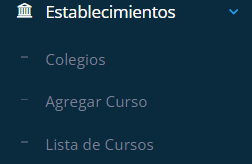 Establecimientos
Colegios
Agregar Curso
Lista de Cursos